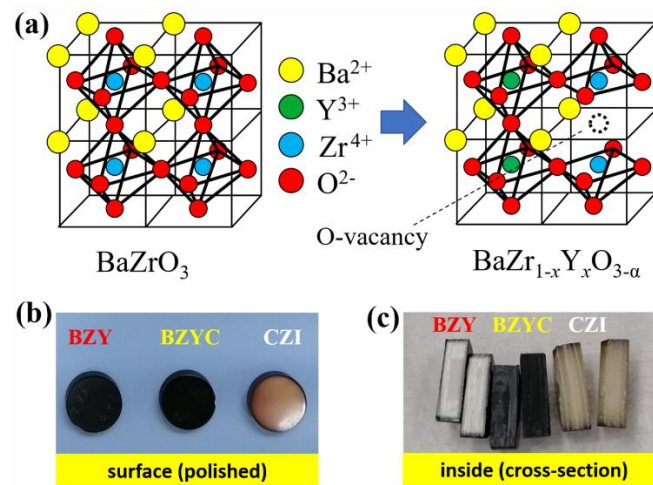 (a)
Ba²⁺
Y³⁺
Zr⁴⁺
O²⁻
O-vacancy
BaZrO₃
BaZr₁₋ₓYₓO₃₋α
(b)
BZY BZYC CZI
surface (polished)
(c)
BZY BZYC CZI
inside (cross-section)